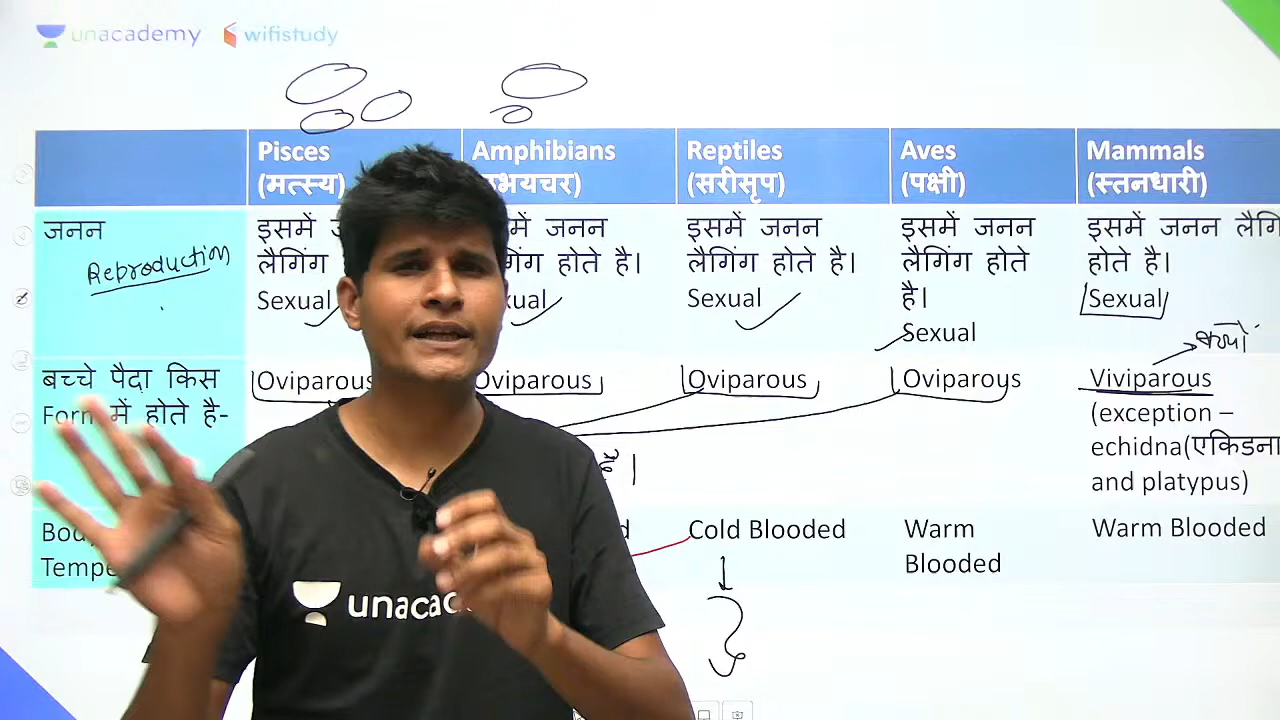 unacademy wifistudy
Pisces
(मत्स्य)
Amphibians
Reptiles
(सरीसृप)
Aves
(पक्षी)
Mammals
(स्तनधारी)
जनन
Reproduction
इसमें
लैगिंग
Sexual
में जनन
होते है।
इसमें जनन
लैगिंग होते है।
Sexual
इसमें जनन
लैगिंग होते
है।
Sexual
इसमें जनन
होते है।
Sexual
बच्चे पैदा किस
Form में होते है-
Oviparous
Oviparous
Oviparous
Oviparous
Viviparous
(exception –
echidna(एकिडना
and platypus)
Cold Blooded
Warm
Blooded
Warm Blooded